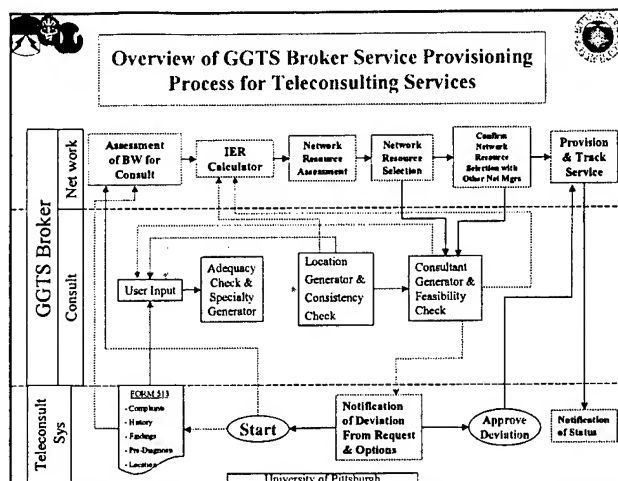 Overview of GGTS Broker Service Provisioning
Process for Teleconsulting Services
GGTS Broker
Net work
Assessment
of BW for
Consult
IER
Calculator
Network
Resource
Assessment
Network
Resource
Selection
Confirm
Network
Resource
Selection with
Other Net Mgrs
Provision
& Track
Service
Consult
User Input
Adequacy
Check &
Specialty
Generator
Location
Generator &
Consistency
Check
Consultant
Generator &
Feasibility
Check
Teleconsult
Sys
FORM 513
- Complaints
- History
- Findings
- Pre-Diagnosis
- Location
Start
Notification
of Deviation
From Request
& Options
Approve
Deviation
Notification
of Status
University of Pittsburgh